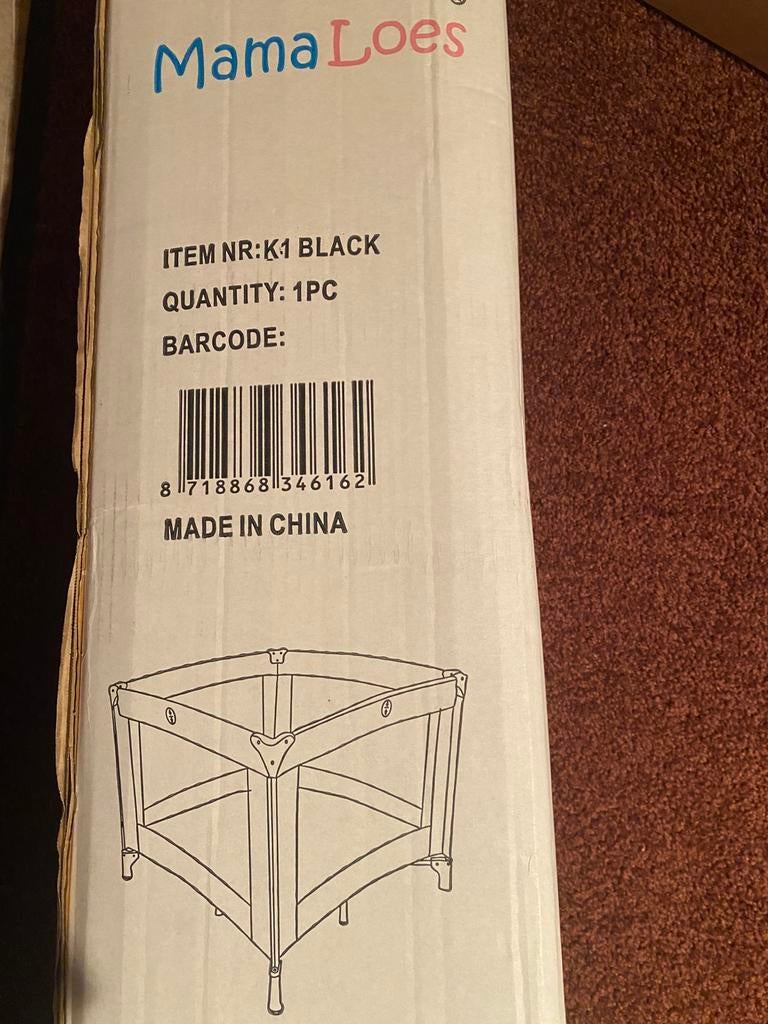 Mama Loes
ITEM NR:K1 BLACK
QUANTITY: 1PC
BARCODE:
8 718868 346162
MADE IN CHINA